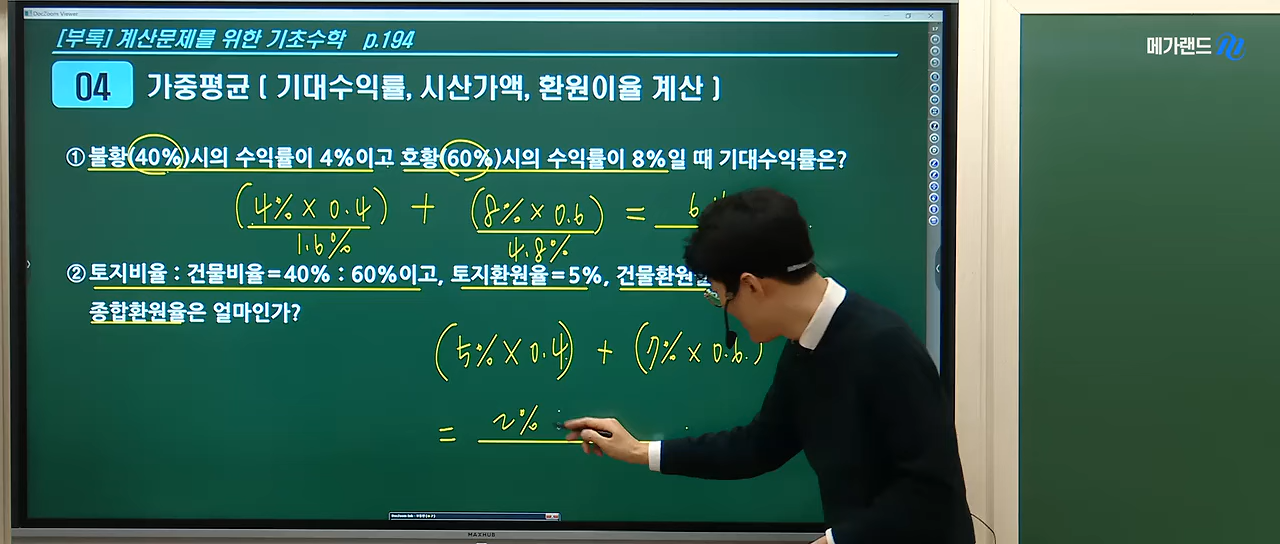 DocZoom Viewer
[부록] 계산문제를 위한 기초수학 p.194
메가랜드
04 가중평균 ( 기대수익률, 시산가액, 환원이율 계산 )
① 불황(40%)시의 수익률이 4%이고 호황(60%)시의 수익률이 8%일 때 기대수익률은?
(4% × 0.4) + (8% × 0.6) = 6.
1.6% 4.8%
② 토지비율 : 건물비율 = 40% : 60%이고, 토지환원율 = 5%, 건물환원율
종합환원율은 얼마인가?
(5% × 0.4) + (7% × 0.6)
= 2%
MAXHUB